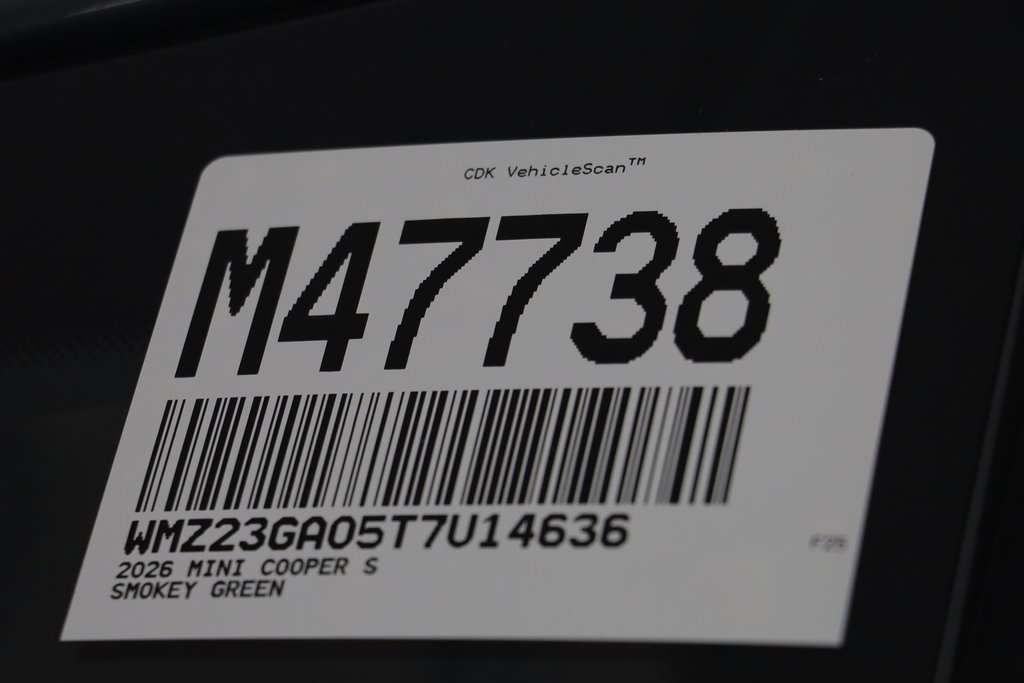 CDK VehicleScan™
M47738
WMZ23GA05T7U14636
2026 MINI COOPER S
SMOKEY GREEN